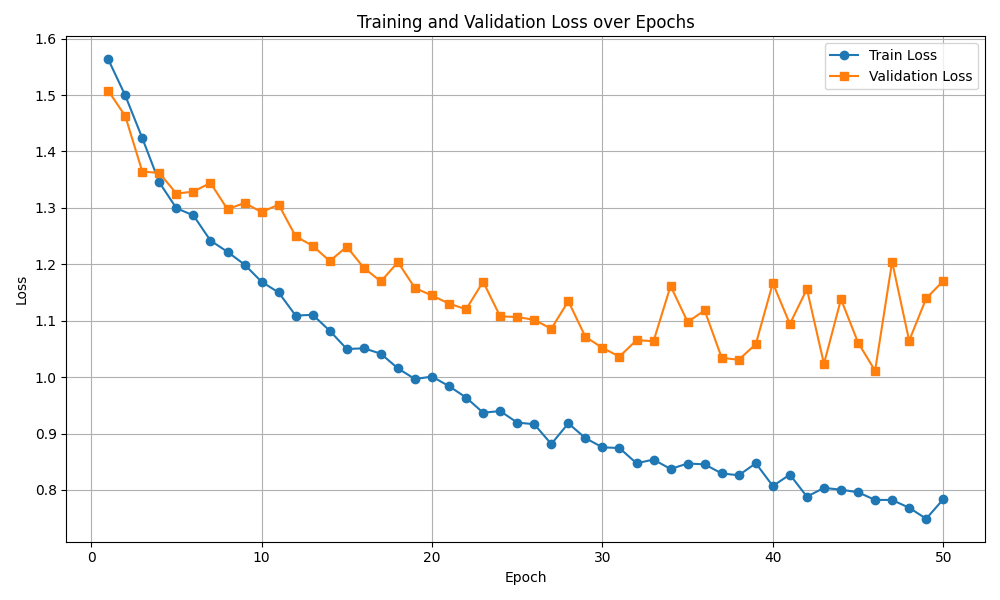 Training and Validation Loss over Epochs
Train Loss
Validation Loss
Loss
1.6
1.5
1.4
1.3
1.2
1.1
1.0
0.9
0.8
0 10 20 30 40 50
Epoch